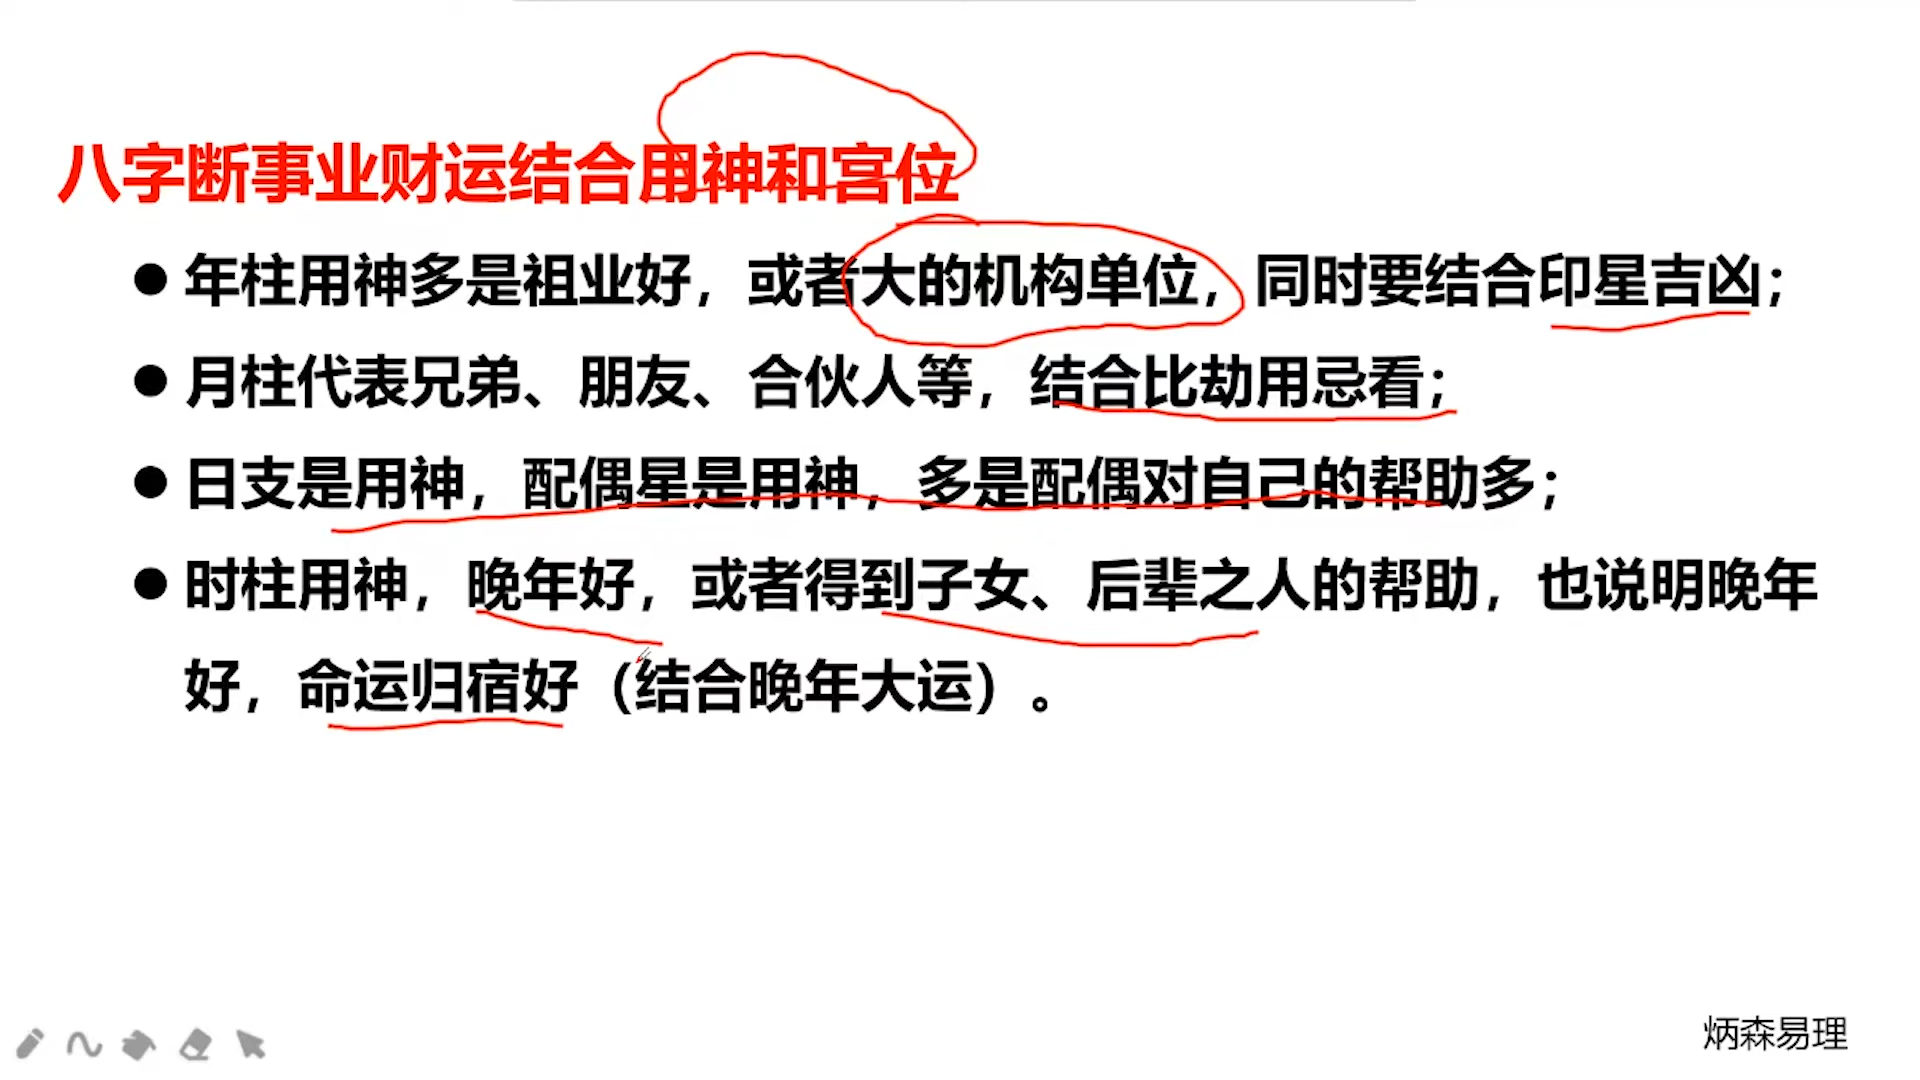 八字断事业财运结合用神和宫位
● 年柱用神多是祖业好，或者大的机构单位，同时要结合印星吉凶；
● 月柱代表兄弟、朋友、合伙人等，结合比劫用忌看；
● 日支是用神，配偶星是用神，多是配偶对自己的帮助多；
● 时柱用神，晚年好，或者得到子女、后辈之人的帮助，也说明晚年
好，命运归宿好（结合晚年大运）。
炳森易理